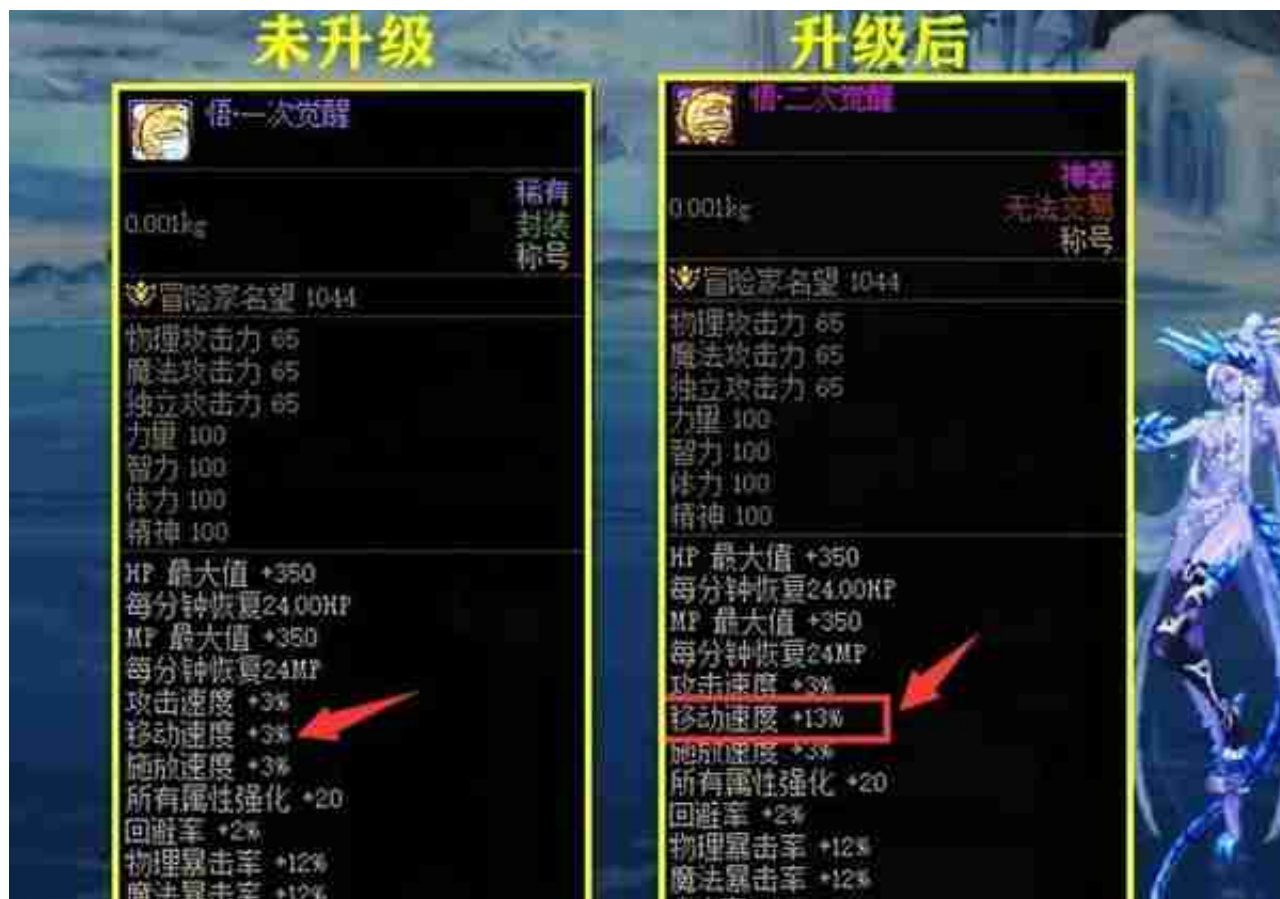 未升级
悟·一次觉醒
稀有
0.001kg
封装
称号
冒险家名望 1044
物理攻击力 65
魔法攻击力 65
独立攻击力 65
力量 100
智力 100
体力 100
精神 100
HP 最大值 +350
每分钟恢复24.00HP
MP 最大值 +350
每分钟恢复24MP
攻击速度 +3%
移动速度 +3%
施放速度 +3%
所有属性强化 +20
回避率 +2%
物理暴击率 +12%
魔法暴击率 +12%
升级后
悟·二次觉醒
神器
0.001kg
无法交易
称号
冒险家名望 1044
物理攻击力 65
魔法攻击力 65
独立攻击力 65
力量 100
智力 100
体力 100
精神 100
HP 最大值 +350
每分钟恢复24.00HP
MP 最大值 +350
每分钟恢复24MP
攻击速度 +3%
移动速度 +13%
施放速度 +3%
所有属性强化 +20
回避率 +2%
物理暴击率 +12%
魔法暴击率 +12%